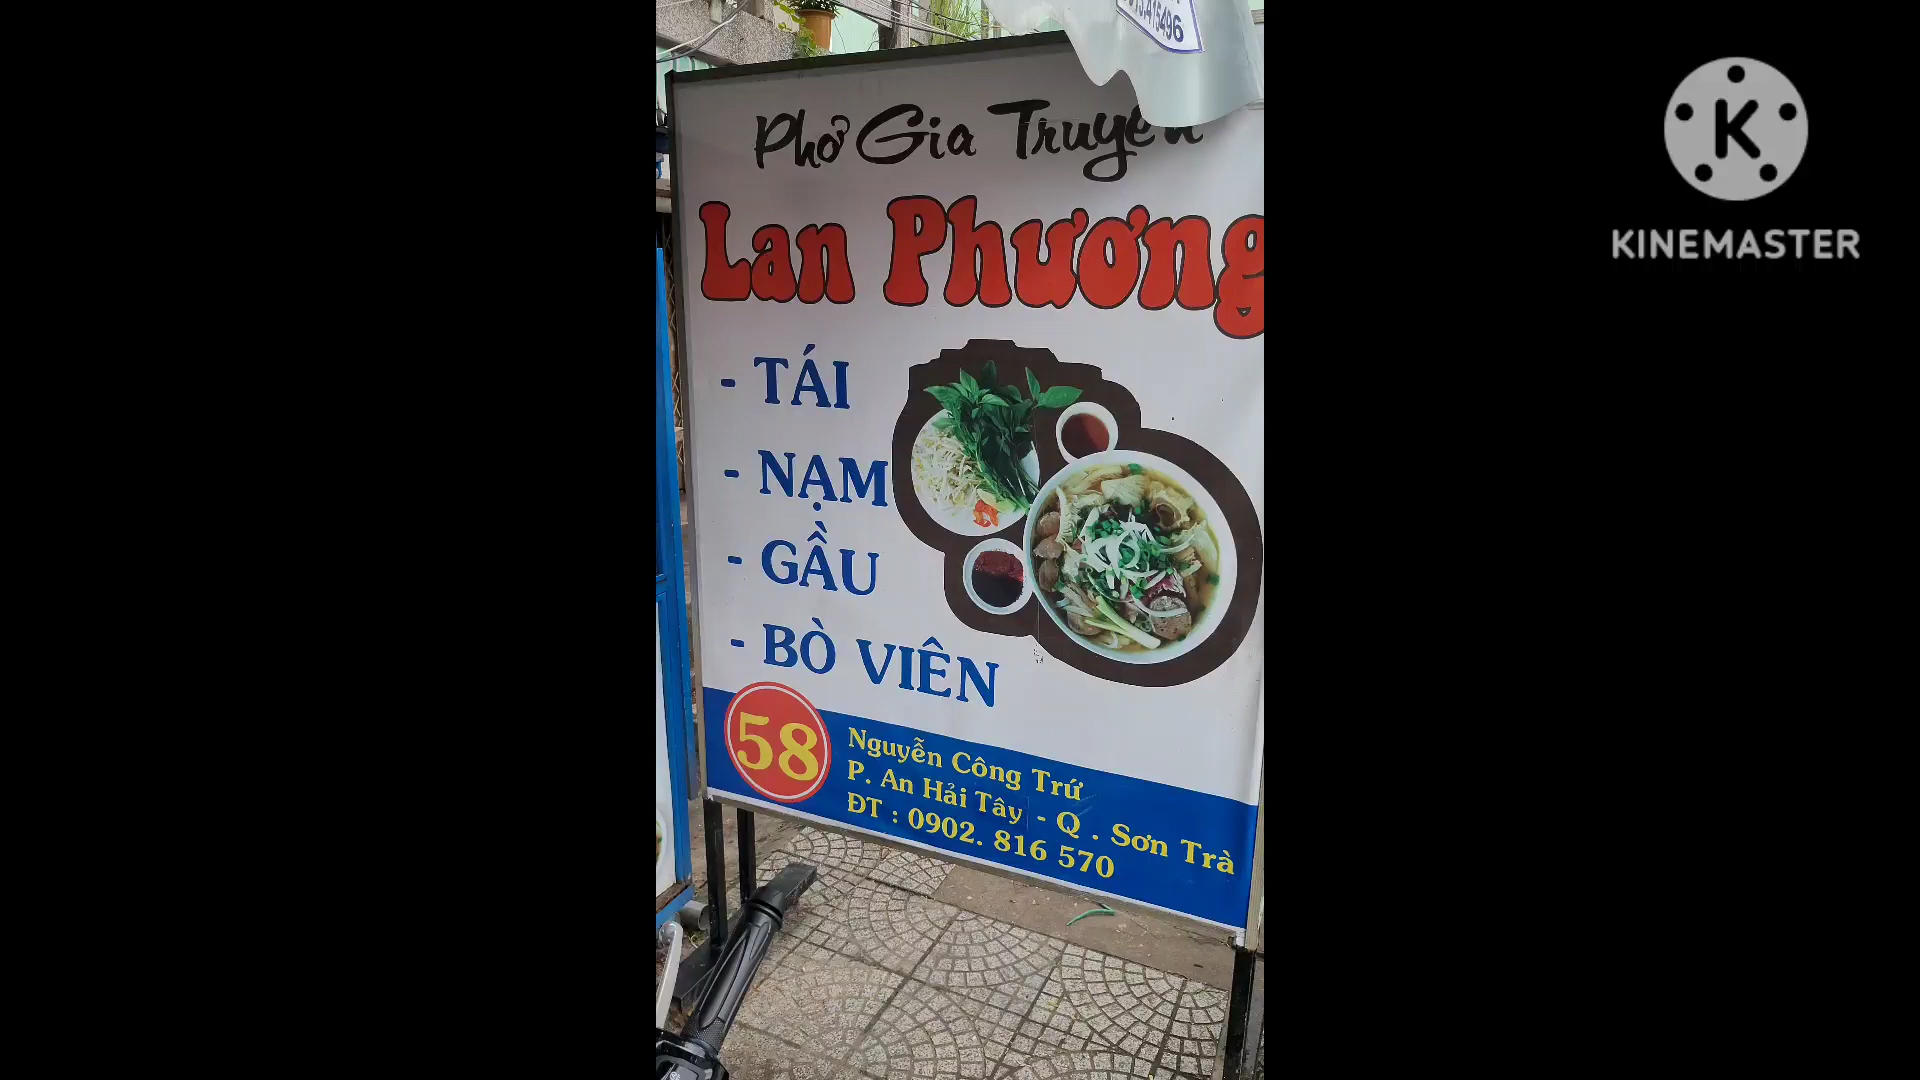 Phở Gia Truyền
Lan Phương
- TÁI
- NẠM
- GẦU
- BÒ VIÊN
58
Nguyễn Công Trứ
P. An Hải Tây - Q . Sơn Trà
ĐT : 0902. 816 570
K
KINEMASTER